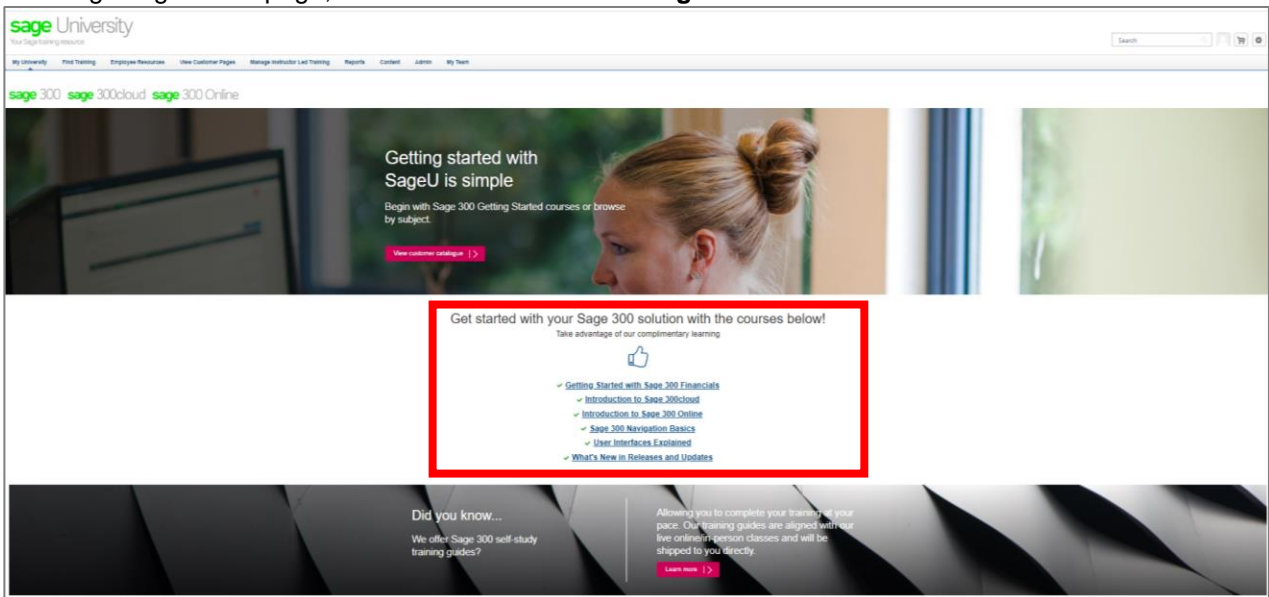 sage University
Your Sage training resource
Search
My University Find Training Employee Resources View Customer Pages Manage Instructor Led Training Reports Content Admin My Team
sage 300 sage 300cloud sage 300 Online
Getting started with
SageU is simple
Begin with Sage 300 Getting Started courses or browse
by subject.
View customer catalogue
Get started with your Sage 300 solution with the courses below!
Take advantage of our complimentary learning
Getting Started with Sage 300 Financials
Introduction to Sage 300cloud
Introduction to Sage 300 Online
Sage 300 Navigation Basics
User Interfaces Explained
What's New in Releases and Updates
Did you know...
We offer Sage 300 self-study
training guides?
Allowing you to complete your training at your
pace. Our training guides are aligned with our
live online/in-person classes and will be
shipped to you directly.
Learn more